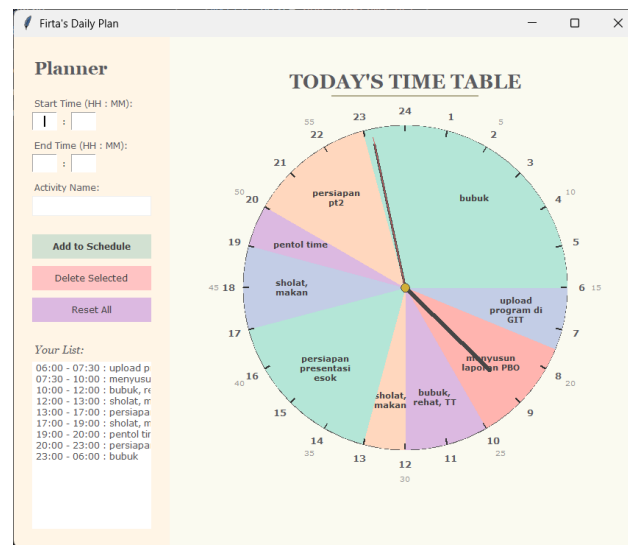 Firta's Daily Plan
Planner
Start Time (HH : MM):
:
End Time (HH : MM):
:
Activity Name:
Add to Schedule
Delete Selected
Reset All
Your List:
06:00 - 07:30 : upload p
07:30 - 10:00 : menyusu
10:00 - 12:00 : bubuk, re
12:00 - 13:00 : sholat, m
13:00 - 17:00 : persiapa
17:00 - 19:00 : sholat, m
19:00 - 20:00 : pentol tir
20:00 - 23:00 : persiapa
23:00 - 06:00 : bubuk
TODAY'S TIME TABLE
24
1
2
3
4
5
6
7
8
9
10
11
12
13
14
15
16
17
18
19
20
21
22
23
5
10
15
20
25
30
35
40
45
50
55
bubuk
upload
program di
GIT
menyusun
laporan PBO
bubuk,
rehat, TT
sholat,
makan
persiapan
presentasi
esok
sholat,
makan
pentol time
persiapan
pt2